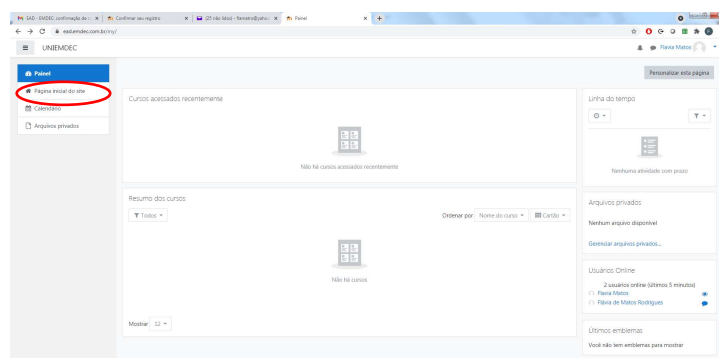 EAD - EMDEC: confirmação de c
Confirmar seu registro
(25 não lidos) - flamatro@yahoo
Painel
ead.emdec.com.br/my/
UNIEMDEC
Flavia Matos
Painel
Página inicial do site
Calendário
Arquivos privados
Personalizar esta página
Cursos acessados recentemente
Não há cursos acessados recentemente
Resumo dos cursos
Todos
Ordenar por
Nome do curso
Cartão
Não há cursos
Mostrar 12
Linha do tempo
Nenhuma atividade com prazo
Arquivos privados
Nenhum arquivo disponível
Gerenciar arquivos privados...
Usuários Online
2 usuários online (últimos 5 minutos)
Flavia Matos
Flávia de Matos Rodrigues
Últimos emblemas
Você não tem emblemas para mostrar